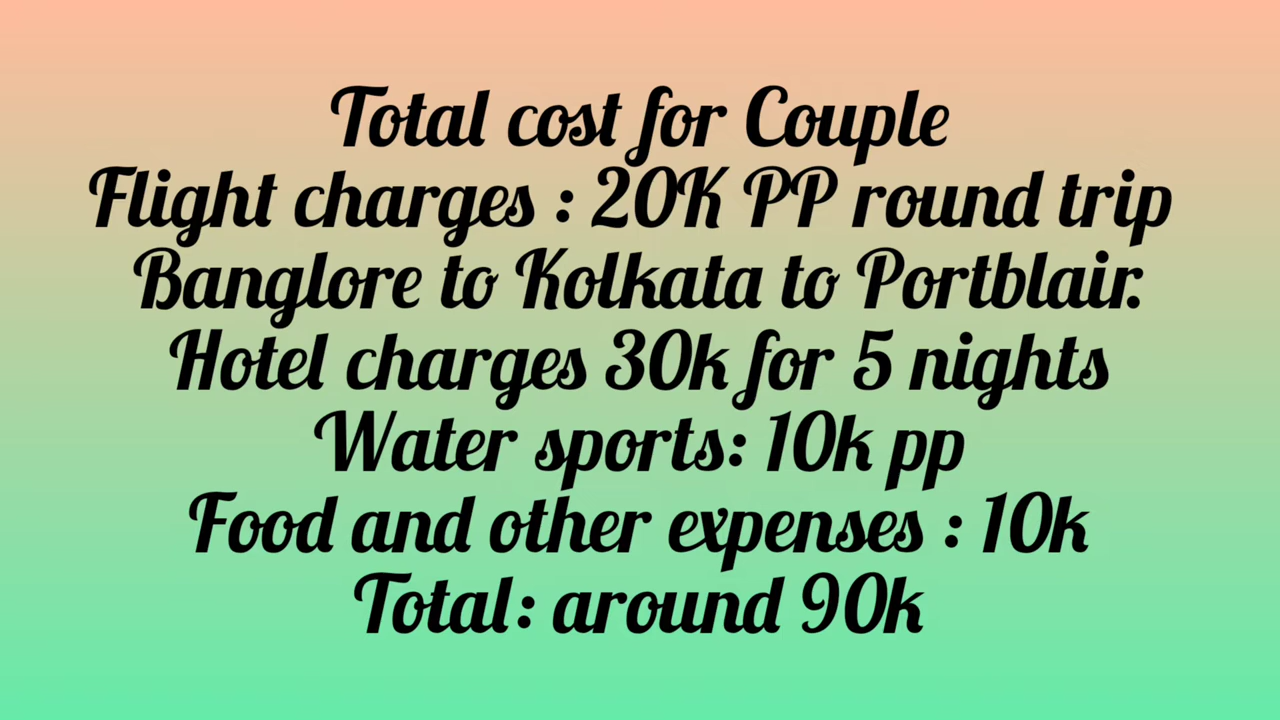 Total cost for Couple
Flight charges : 20K PP round trip
Banglore to Kolkata to Portblair.
Hotel charges 30k for 5 nights
Water sports: 10k pp
Food and other expenses : 10k
Total: around 90k